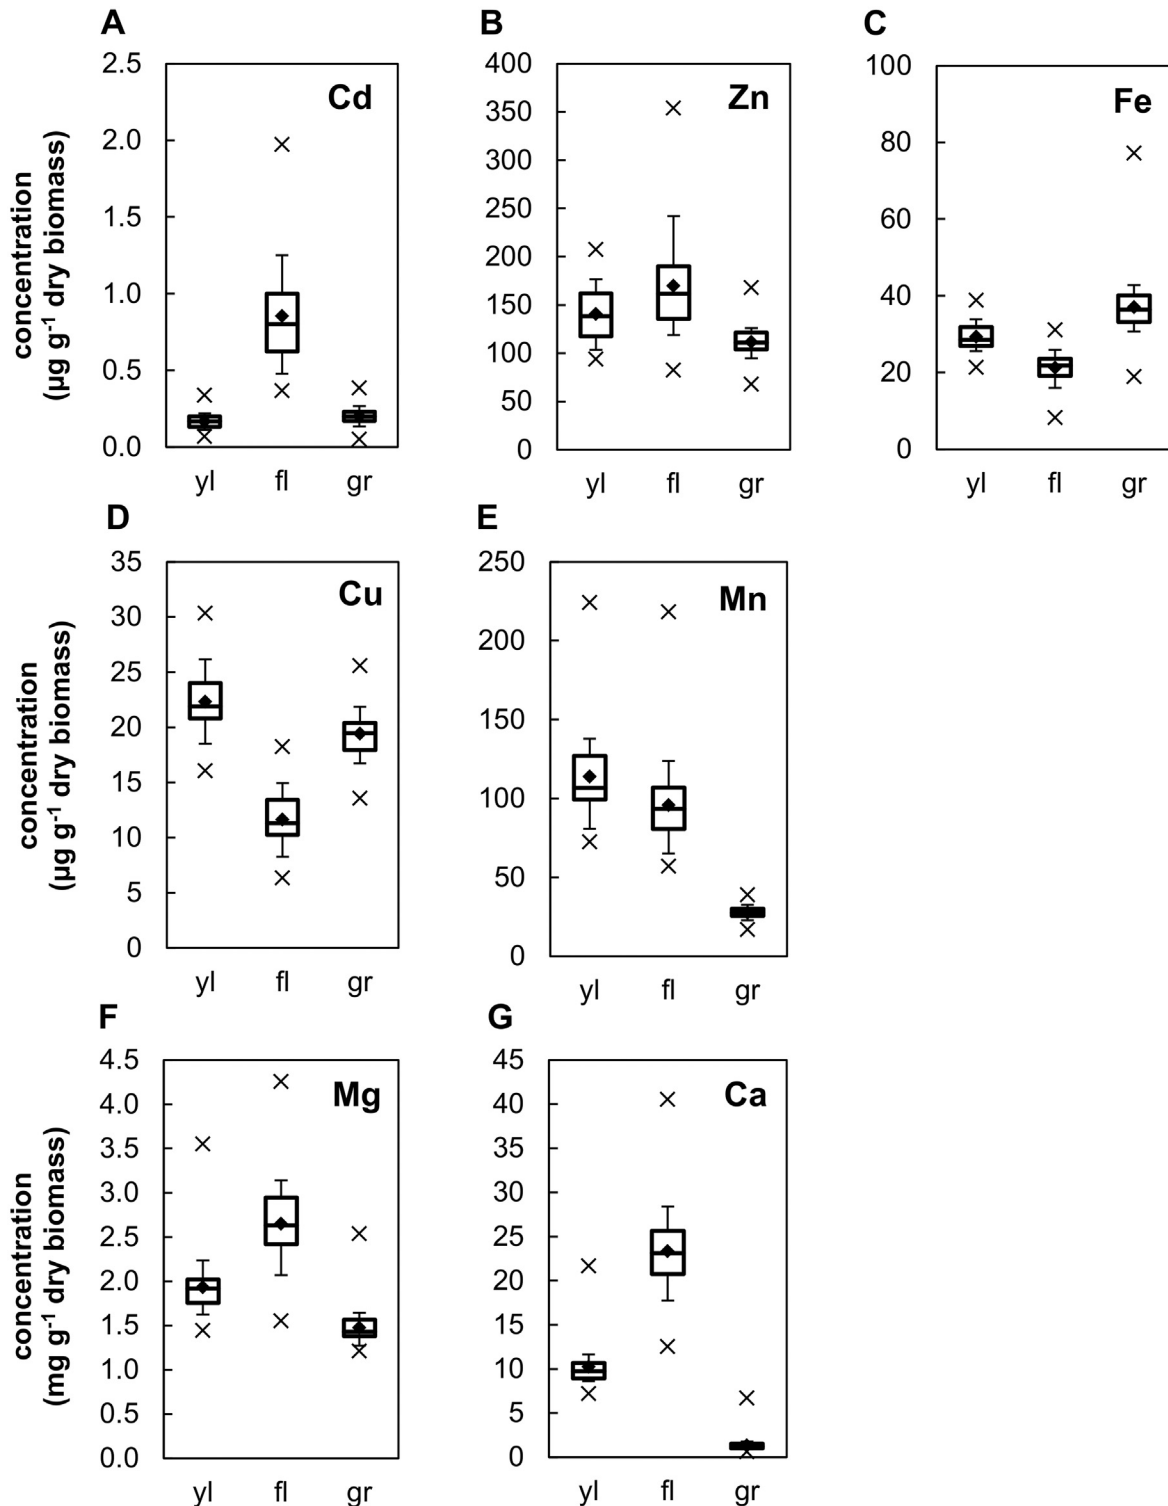 A
Cd
concentration
(µg g⁻¹ dry biomass)
2.5
2.0
1.5
1.0
0.5
0.0
yl fl gr
B
Zn
400
350
300
250
200
150
100
50
0
yl fl gr
C
Fe
100
80
60
40
20
0
yl fl gr
D
Cu
concentration
(µg g⁻¹ dry biomass)
35
30
25
20
15
10
5
0
yl fl gr
E
Mn
250
200
150
100
50
0
yl fl gr
F
Mg
concentration
(mg g⁻¹ dry biomass)
4.5
4.0
3.5
3.0
2.5
2.0
1.5
1.0
0.5
0.0
yl fl gr
G
Ca
45
40
35
30
25
20
15
10
5
0
yl fl gr